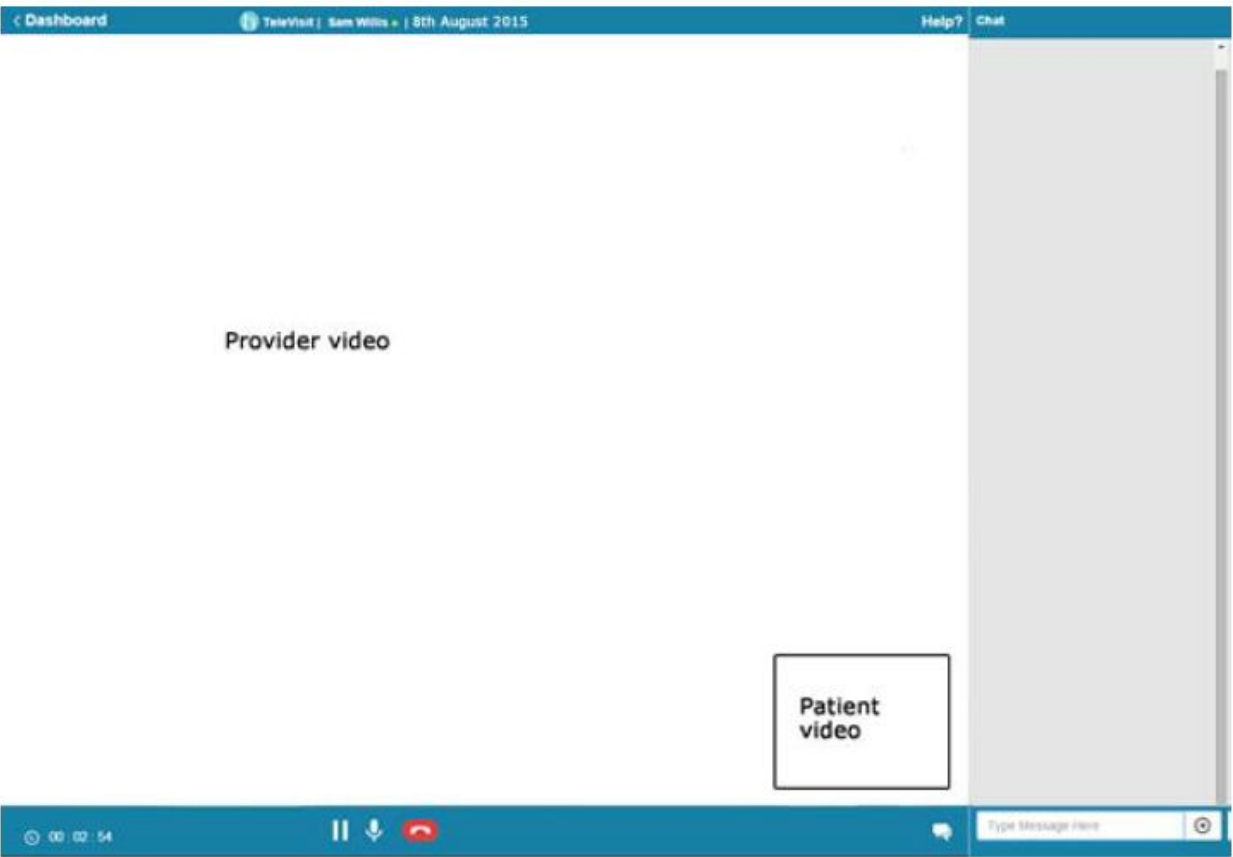 < Dashboard
TeleVisit | Sam Willis • | 8th August 2015
Help?
Chat
Provider video
Patient
video
00 : 02 : 54
Type Message Here